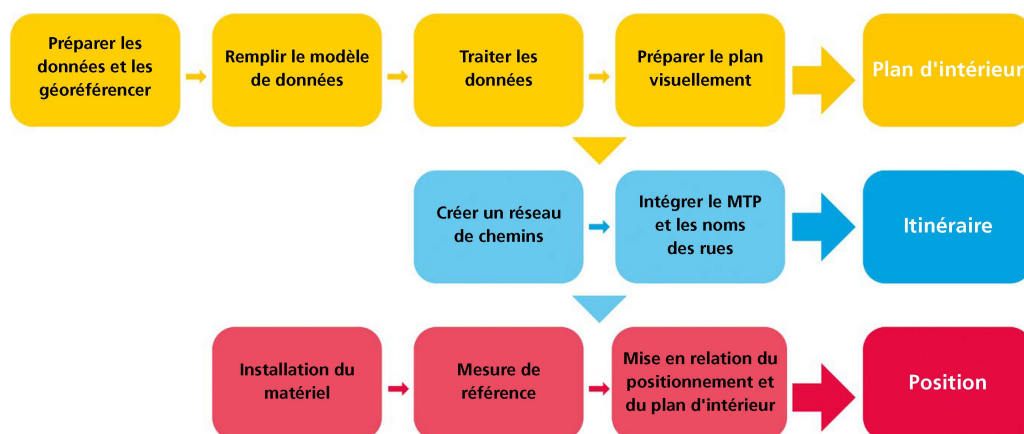 Préparer les
données et les
géoréférencer
Remplir le modèle
de données
Traiter les
données
Préparer le plan
visuellement
Plan d'intérieur
Créer un réseau
de chemins
Intégrer le MTP
et les noms
des rues
Itinéraire
Installation du
matériel
Mesure de
référence
Mise en relation du
positionnement et
du plan d'intérieur
Position